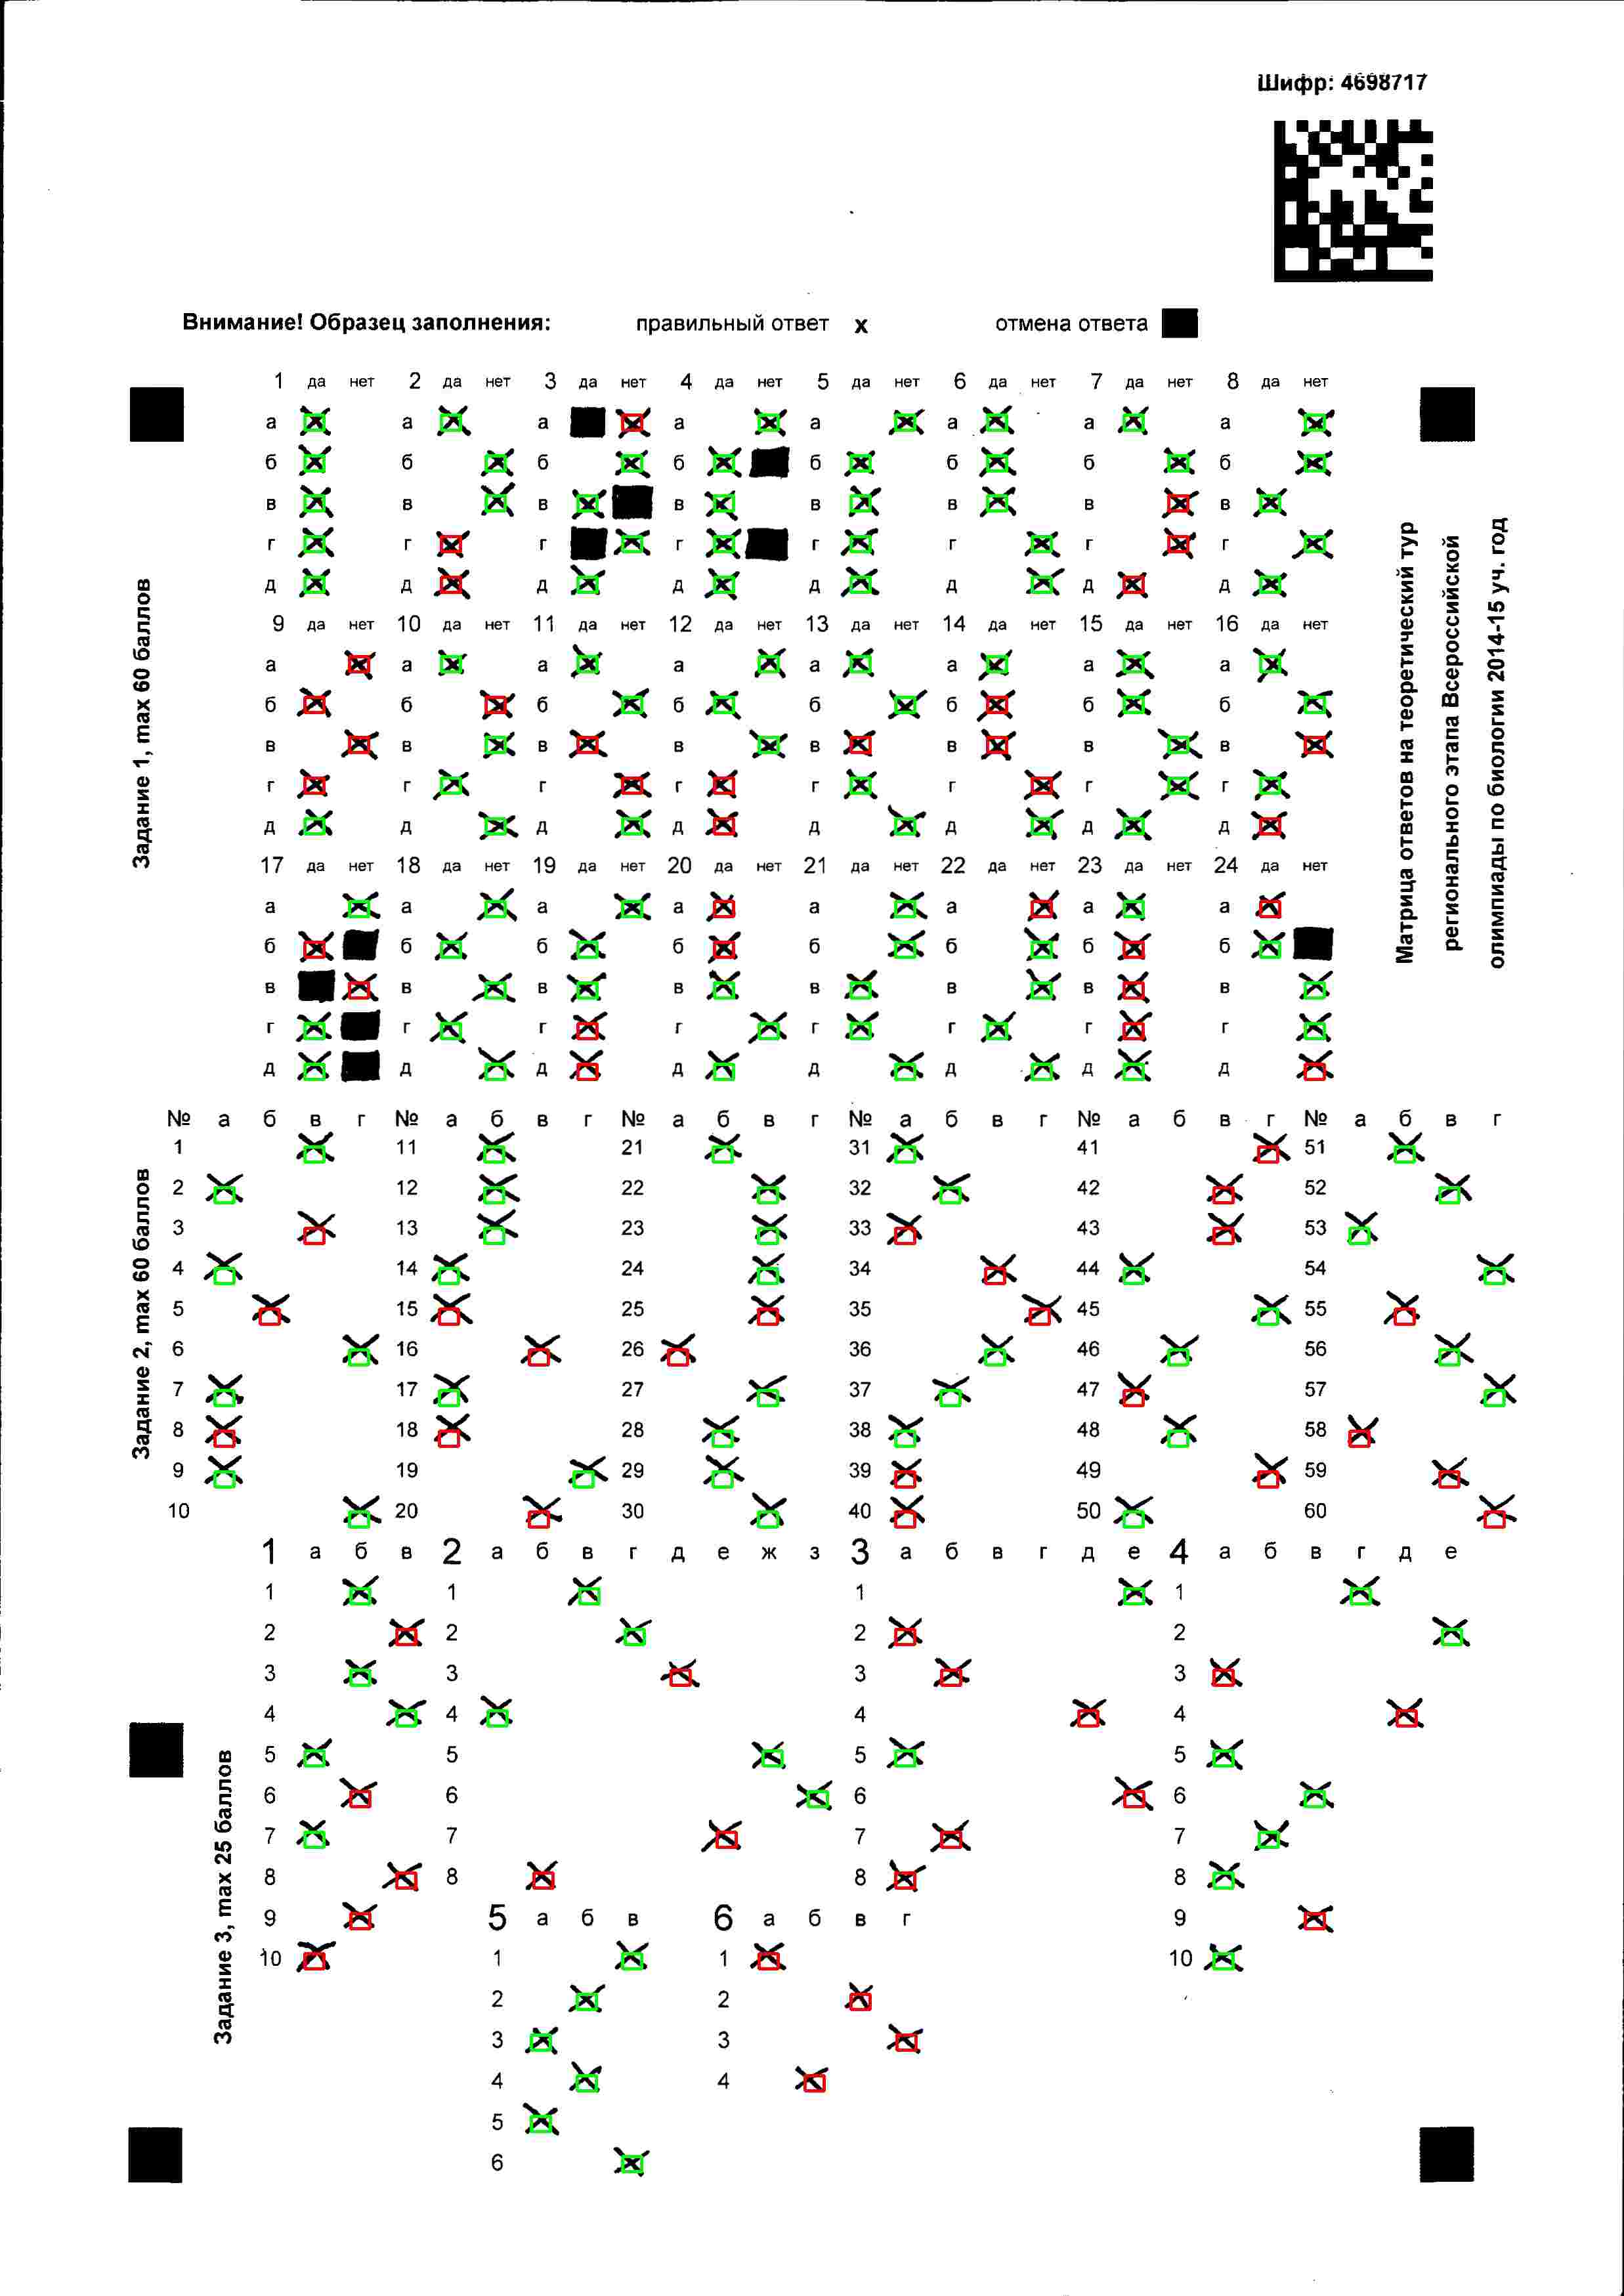 Шифр: 4698717
Внимание! Образец заполнения: правильный ответ х отмена ответа
Задание 1, max 60 баллов
1 да нет 2 да нет 3 да нет 4 да нет 5 да нет 6 да нет 7 да нет 8 да нет
а а а а а а а а
б б б б б б б б
в в в в в в в в
г г г г г г г г
д д д д д д д д
9 да нет 10 да нет 11 да нет 12 да нет 13 да нет 14 да нет 15 да нет 16 да нет
а а а а а а а а
б б б б б б б б
в в в в в в в в
г г г г г г г г
д д д д д д д д
17 да нет 18 да нет 19 да нет 20 да нет 21 да нет 22 да нет 23 да нет 24 да нет
а а а а а а а а
б б б б б б б б
в в в в в в в в
г г г г г г г г
д д д д д д д д
Матрица ответов на теоретический тур
регионального этапа Всероссийской
олимпиады по биологии 2014-15 уч. год
Задание 2, max 60 баллов
№ а б в г № а б в г № а б в г № а б в г № а б в г № а б в г
1 11 21 31 41 51
2 12 22 32 42 52
3 13 23 33 43 53
4 14 24 34 44 54
5 15 25 35 45 55
6 16 26 36 46 56
7 17 27 37 47 57
8 18 28 38 48 58
9 19 29 39 49 59
10 20 30 40 50 60
Задание 3, max 25 баллов
1 а б в 2 а б в г д е ж з 3 а б в г д е 4 а б в г д е
1 1 1 1
2 2 2 2
3 3 3 3
4 4 4 4
5 5 5 5
6 6 6 6
7 7 7 7
8 8 8 8
9 5 а б в 6 а б в г 9
10 1 1 10
2 2
3 3
4 4
5
6